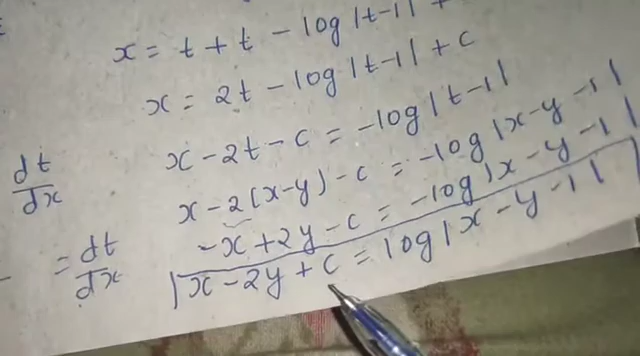 x = t + t - log|t-1| +
x = 2t - log|t-1| + c
x - 2t - c = -log|t-1|
dt/dx
x - 2(x-y) - c = -log|x-y-1|
-x + 2y - c = -log|x-y-1|
= dt/dx
x - 2y + c = log|x-y-1|